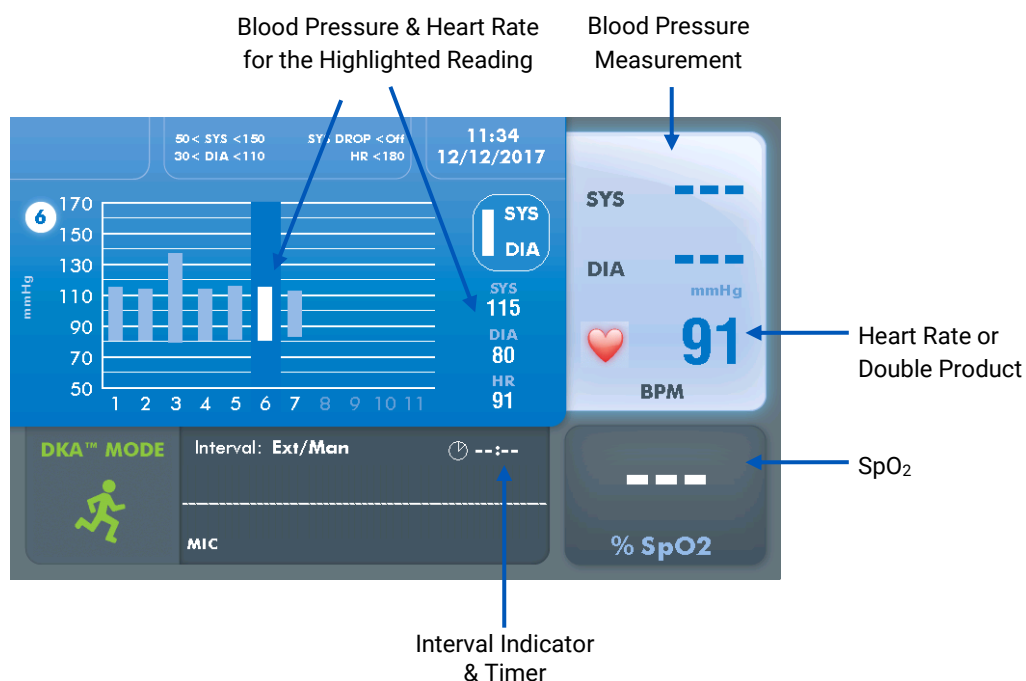 Blood Pressure & Heart Rate
for the Highlighted Reading
Blood Pressure
Measurement
50< SYS <150 SYS DROP <Off
30< DIA <110 HR <180
11:34
12/12/2017
6
170
150
130
110
90
70
50
mmHg
1 2 3 4 5 6 7 8 9 10 11
SYS
DIA
SYS
115
DIA
80
HR
91
SYS ---
DIA ---
mmHg
91
BPM
Heart Rate or
Double Product
DKA™ MODE
Interval: Ext/Man --:--
MIC
---
% SpO2
SpO₂
Interval Indicator
& Timer